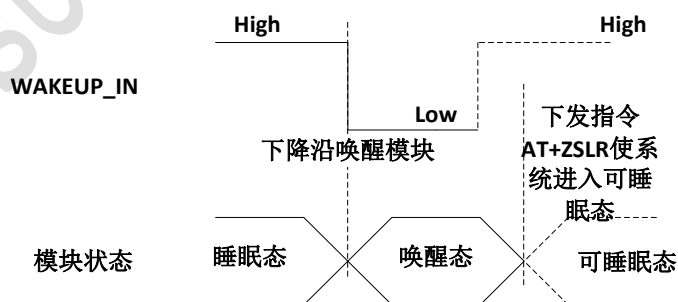 High
High
WAKEUP_IN
Low
下降沿唤醒模块
下发指令
AT+ZSLR使系
统进入可睡
眠态
模块状态
睡眠态
唤醒态
可睡眠态